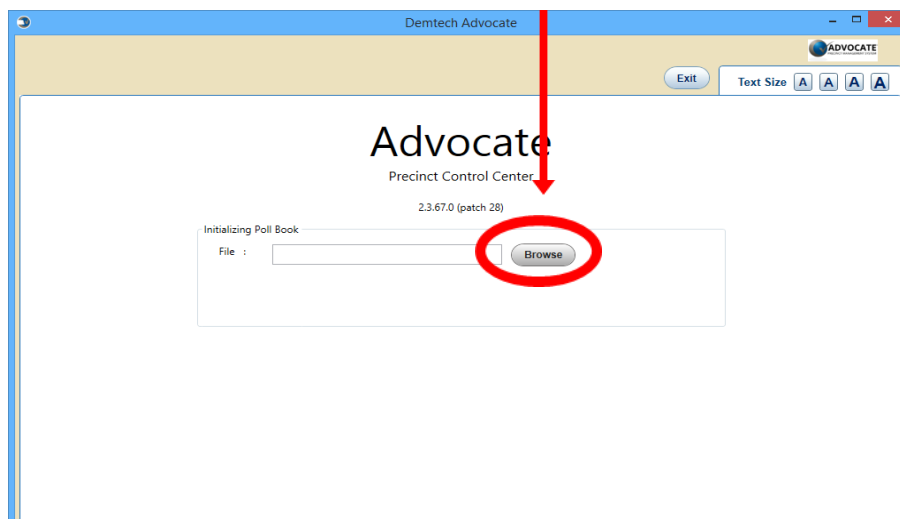 Demtech Advocate
ADVOCATE
Exit
Text Size A A A A
Advocate
Precinct Control Center
2.3.67.0 (patch 28)
Initializing Poll Book
File :
Browse